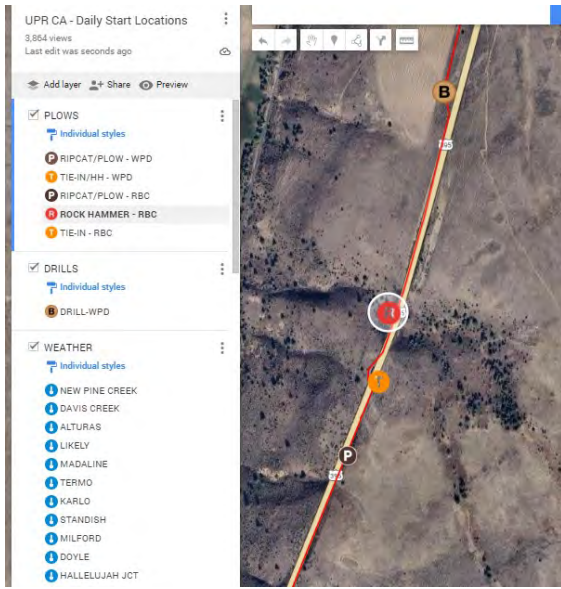 UPR CA - Daily Start Locations
3,864 views
Last edit was seconds ago
Add layer Share Preview
PLOWS
Individual styles
P RIPCAT/PLOW - WPD
T TIE-IN/HH - WPD
P RIPCAT/PLOW - RBC
R ROCK HAMMER - RBC
T TIE-IN - RBC
DRILLS
Individual styles
B DRILL-WPD
WEATHER
Individual styles
NEW PINE CREEK
DAVIS CREEK
ALTURAS
LIKELY
MADALINE
TERMO
KARLO
STANDISH
MILFORD
DOYLE
HALLELUJAH JCT
B
395
R
T
P
395